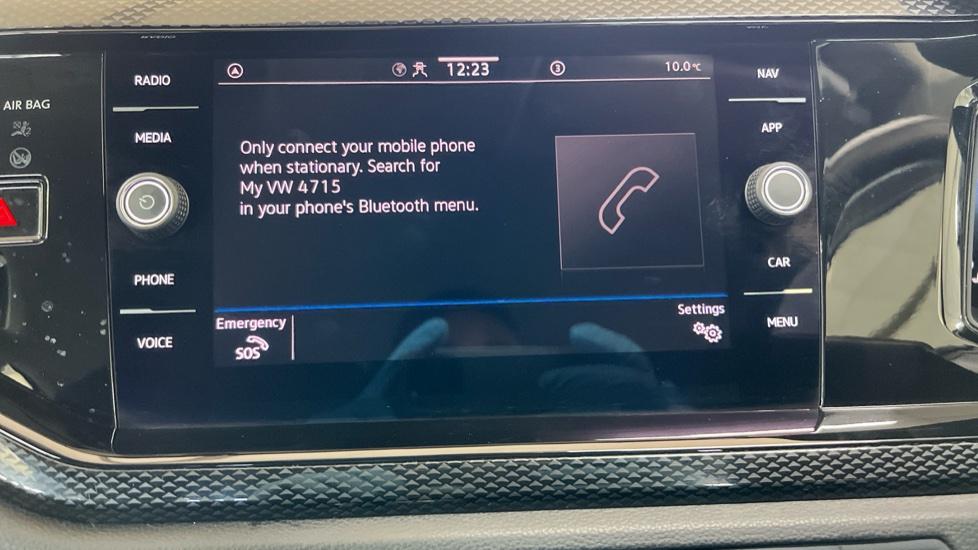 AIR BAG
RADIO
MEDIA
PHONE
VOICE
12:23
3
10.0°C
Only connect your mobile phone
when stationary. Search for
My VW 4715
in your phone's Bluetooth menu.
Emergency
SOS
Settings
NAV
APP
CAR
MENU